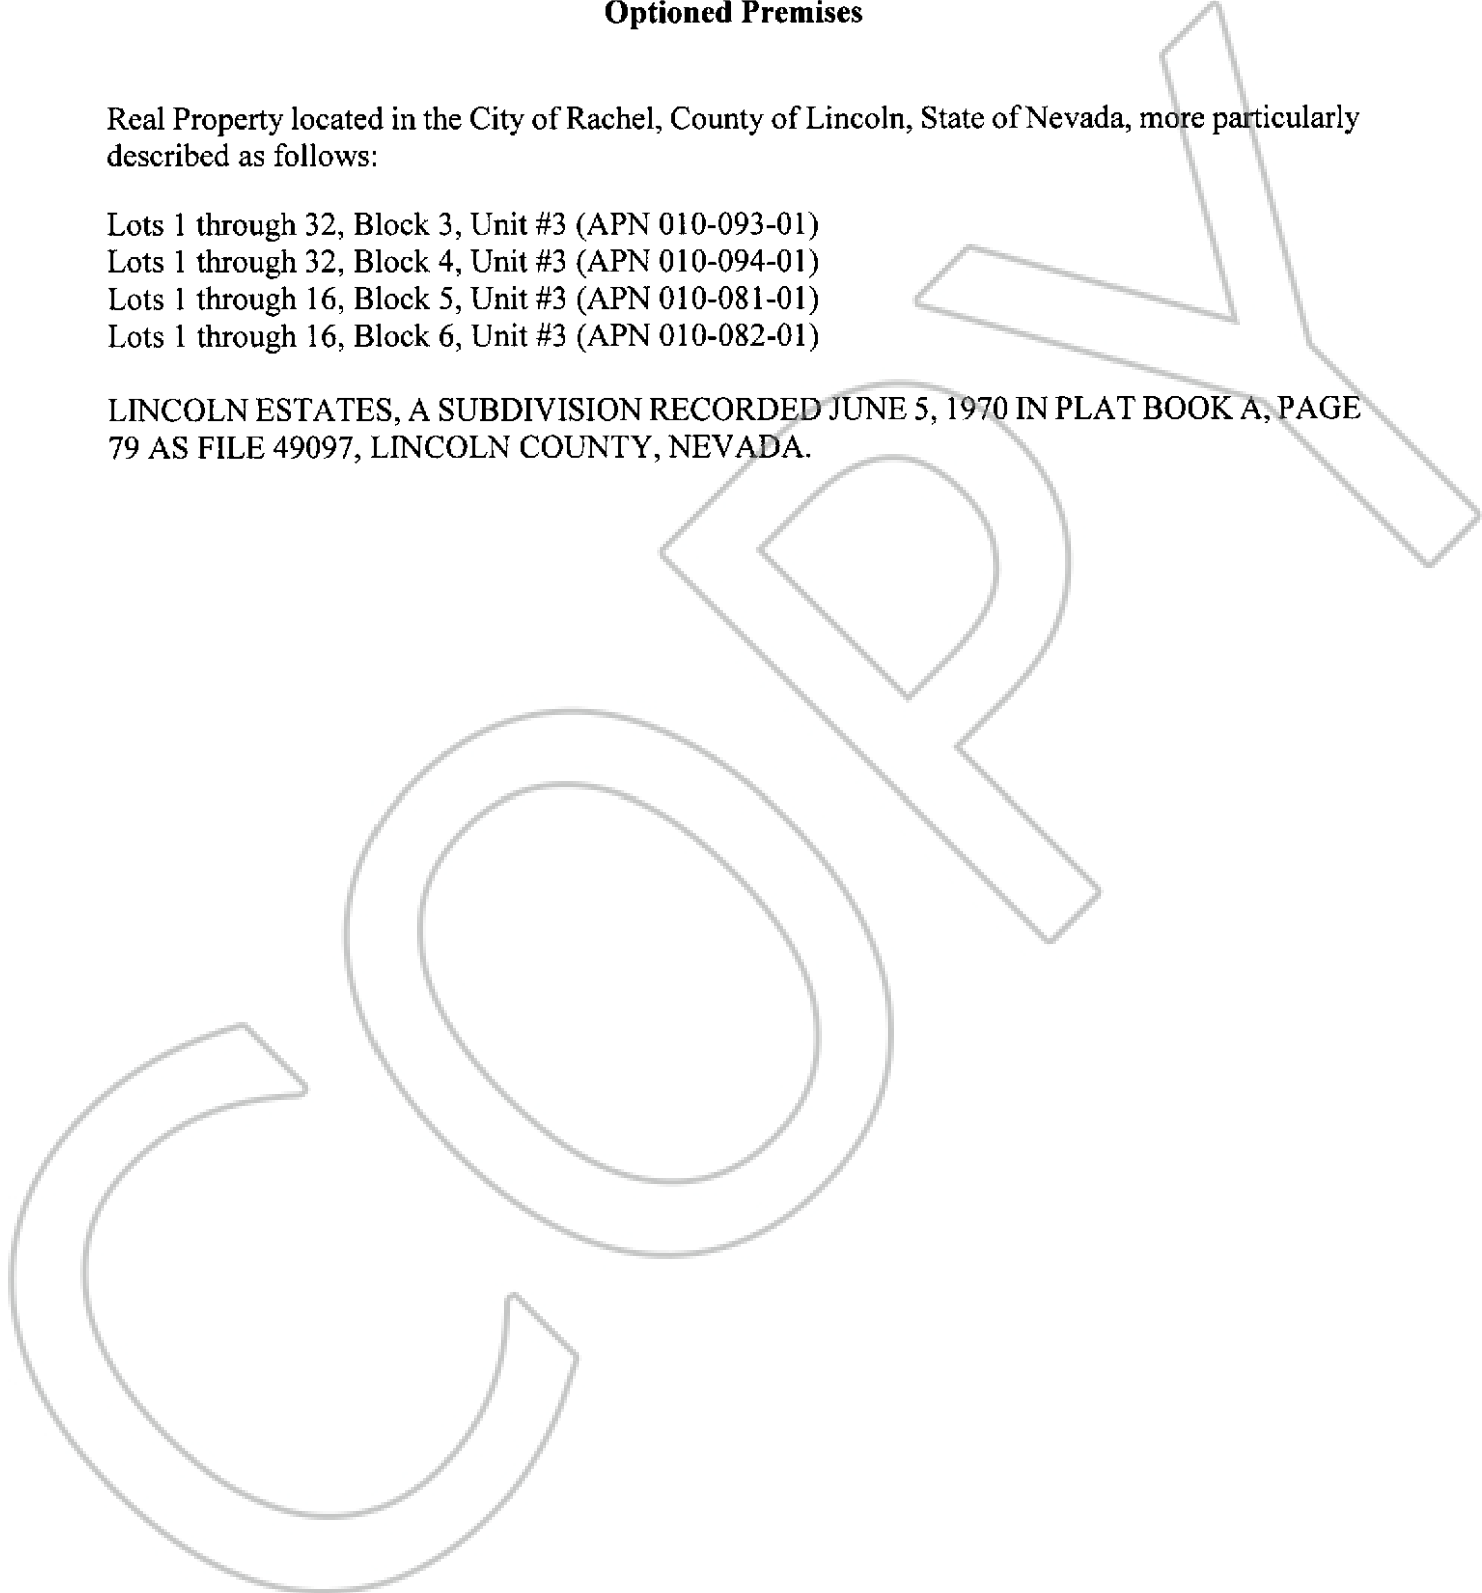 Optioned Premises
Real Property located in the City of Rachel, County of Lincoln, State of Nevada, more particularly
described as follows:
Lots 1 through 32, Block 3, Unit #3 (APN 010-093-01)
Lots 1 through 32, Block 4, Unit #3 (APN 010-094-01)
Lots 1 through 16, Block 5, Unit #3 (APN 010-081-01)
Lots 1 through 16, Block 6, Unit #3 (APN 010-082-01)
LINCOLN ESTATES, A SUBDIVISION RECORDED JUNE 5, 1970 IN PLAT BOOK A, PAGE
79 AS FILE 49097, LINCOLN COUNTY, NEVADA.
COPY